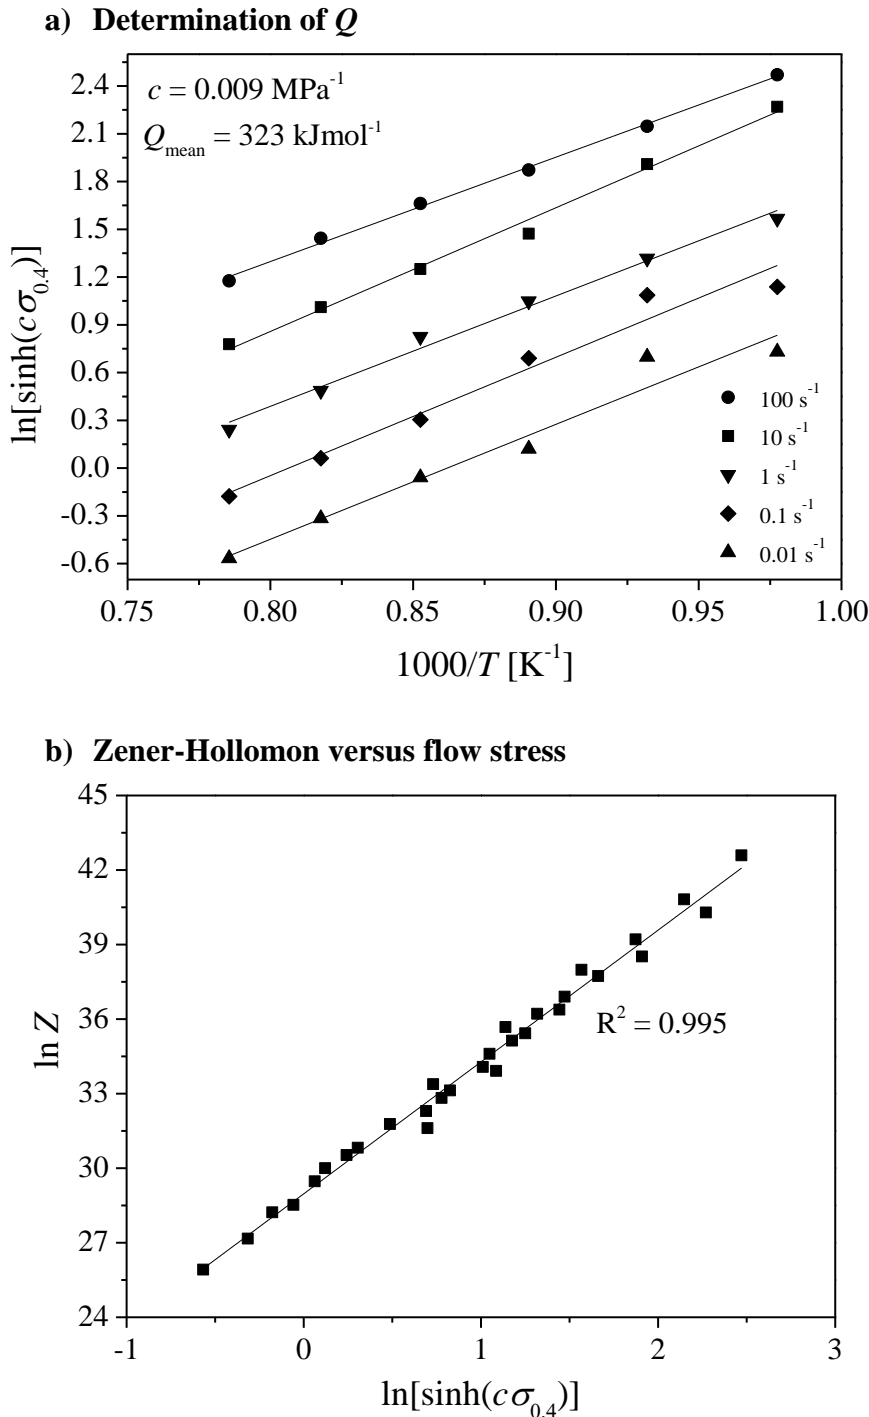 a) Determination of Q
c = 0.009 MPa⁻¹
Q_mean = 323 kJmol⁻¹
2.4
2.1
1.8
1.5
1.2
0.9
0.6
0.3
0.0
-0.3
-0.6
ln[sinh(cσ₀.₄)]
100 s⁻¹
10 s⁻¹
1 s⁻¹
0.1 s⁻¹
0.01 s⁻¹
0.75 0.80 0.85 0.90 0.95 1.00
1000/T [K⁻¹]
b) Zener-Hollomon versus flow stress
45
42
39
36
33
30
27
24
ln Z
R² = 0.995
-1 0 1 2 3
ln[sinh(cσ₀.₄)]